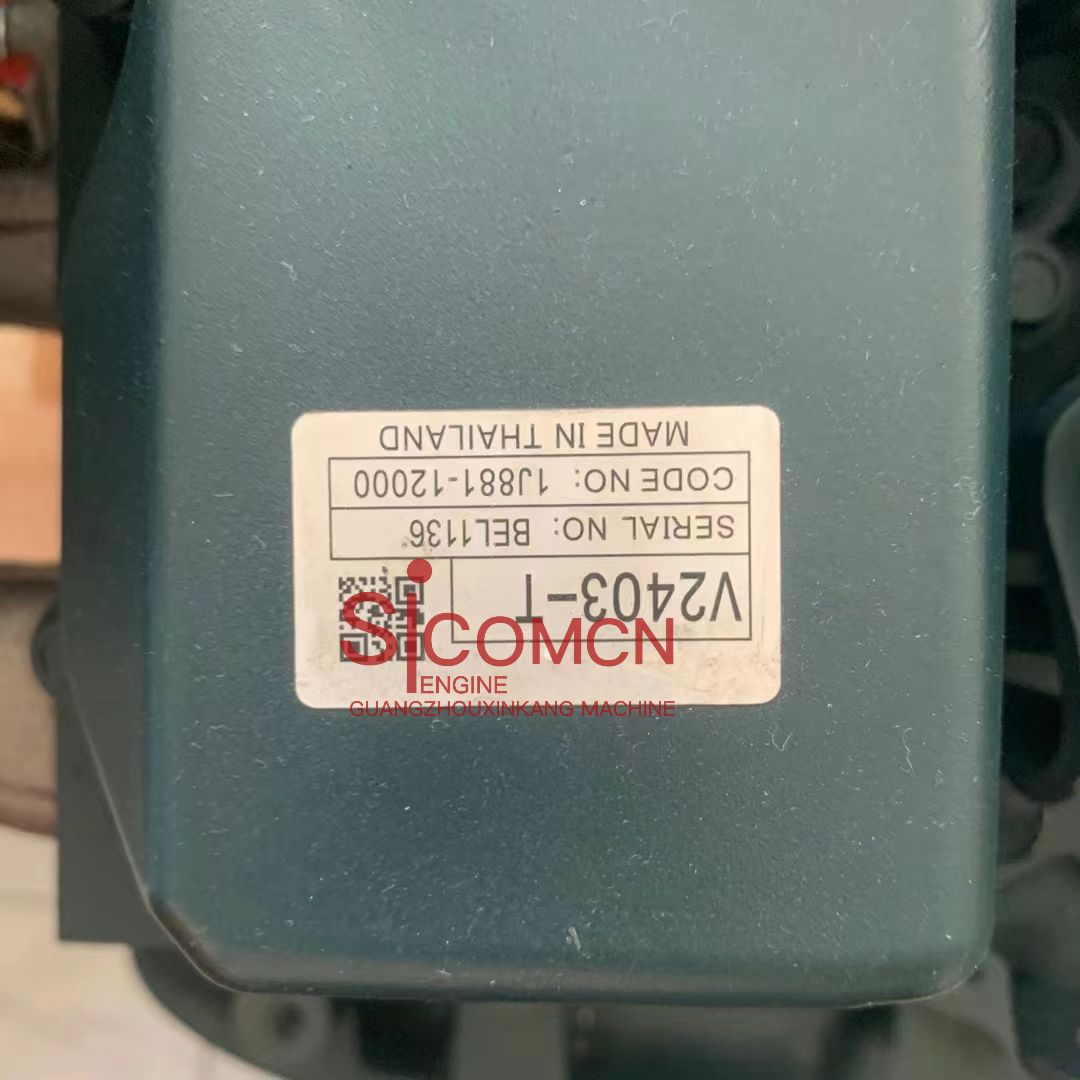 V2403-T
SERIAL NO: BEL1136
CODE NO: 1J881-12000
MADE IN THAILAND
SiCOMCN
ENGINE
GUANGZHOUXINKANG MACHINE